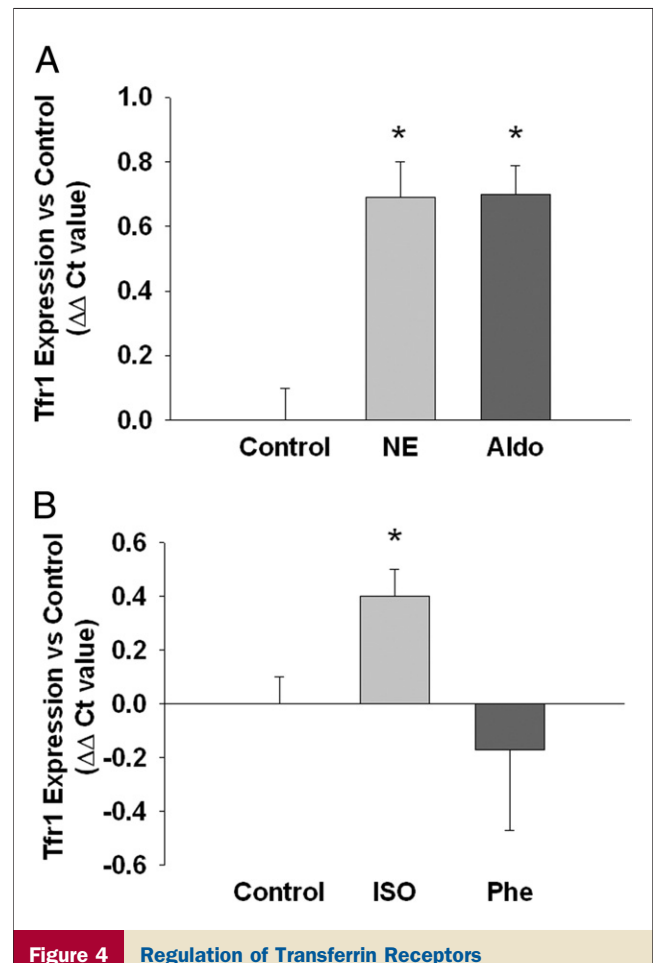 A
Tfr1 Expression vs Control
(ΔΔ Ct value)
1.0
0.8
0.6
0.4
0.2
0.0
* *
Control NE Aldo
B
Tfr1 Expression vs Control
(ΔΔ Ct value)
0.6
0.4
0.2
0.0
-0.2
-0.4
-0.6
*
Control ISO Phe
Figure 4 Regulation of Transferrin Receptors